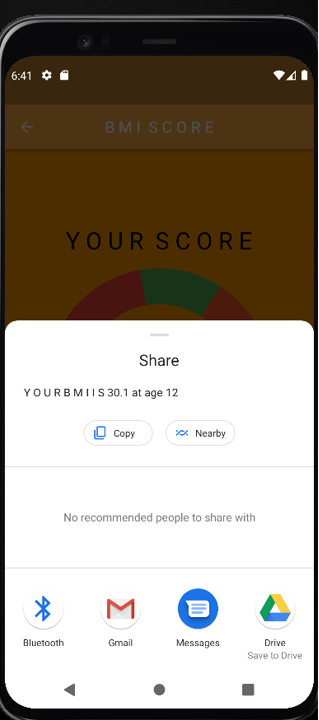 6:41
BMI SCORE
YOUR SCORE
Share
Y O U R B M I I S 30.1 at age 12
Copy
Nearby
No recommended people to share with
Bluetooth
Gmail
Messages
Drive
Save to Drive